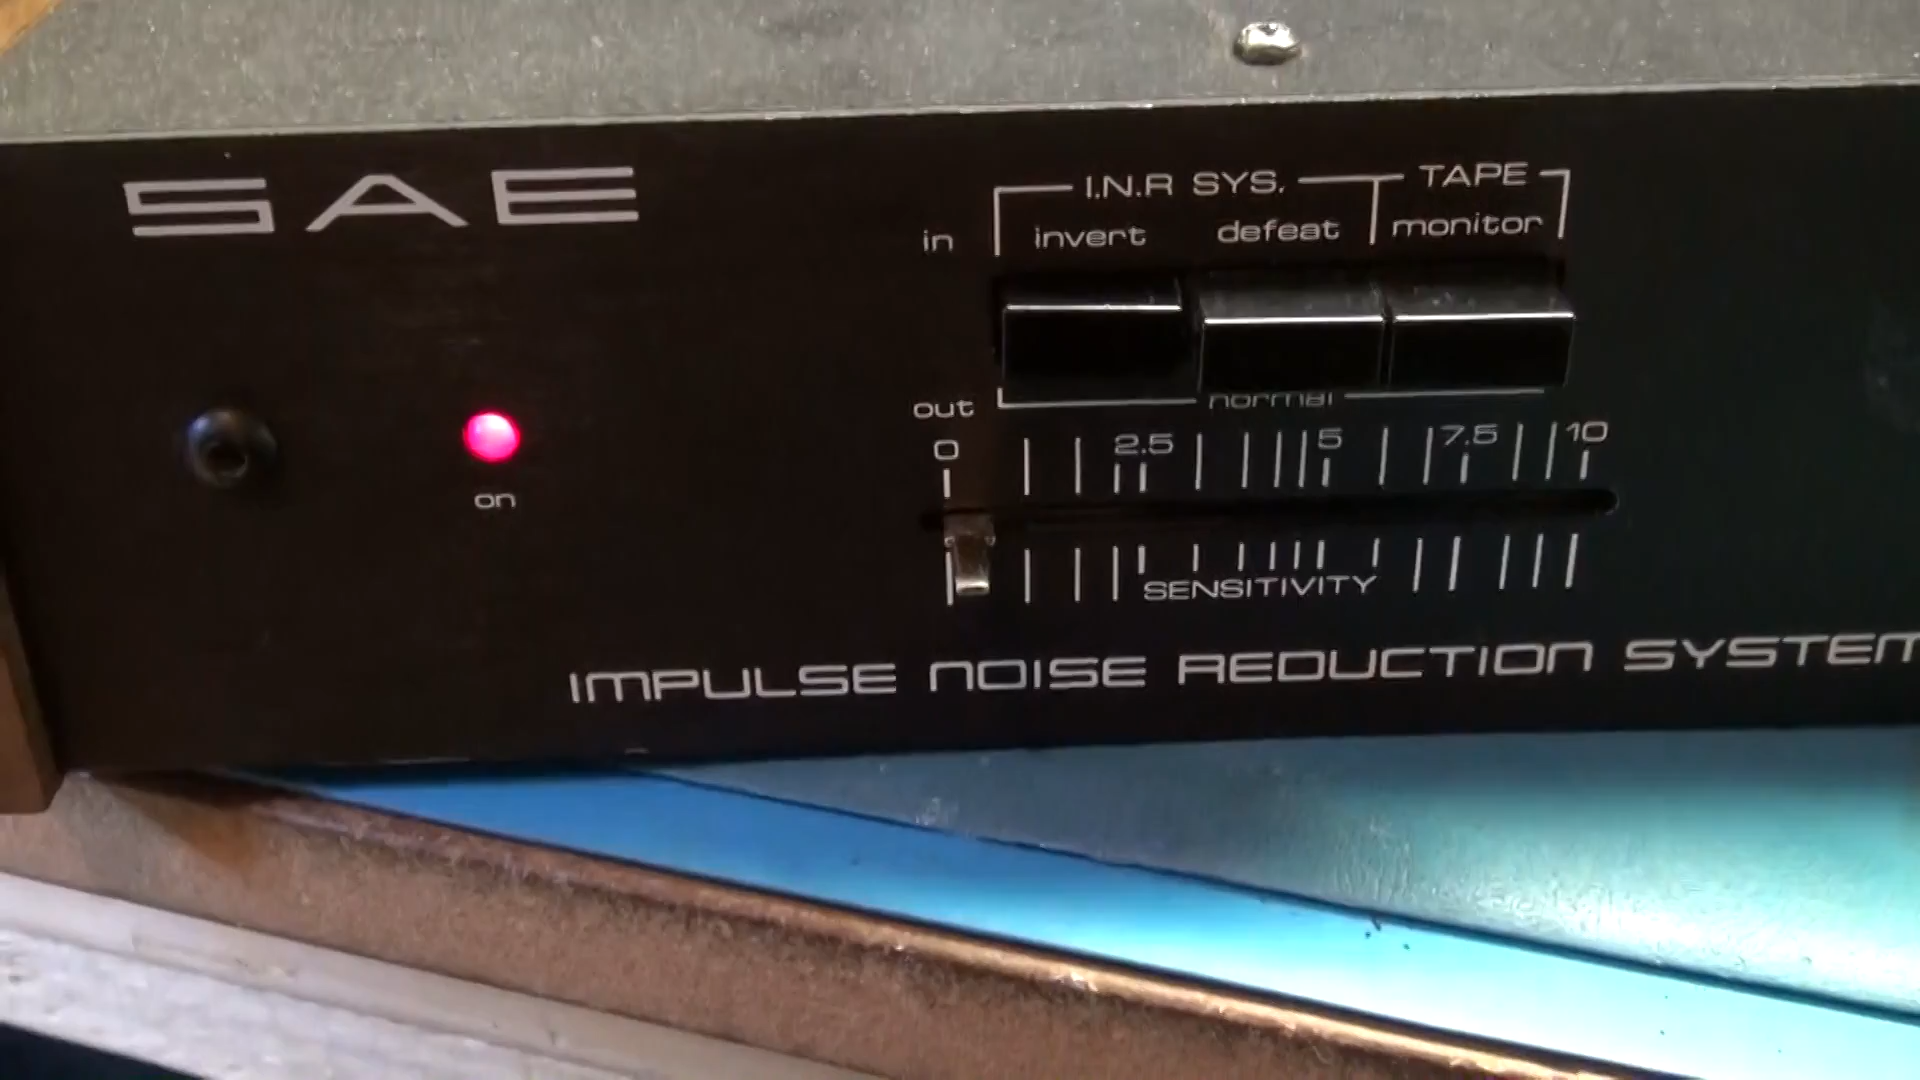 SAE
I.N.R SYS. TAPE
in invert defeat monitor
out normal
0 2.5 5 7.5 10
on
SENSITIVITY
IMPULSE NOISE REDUCTION SYSTEM